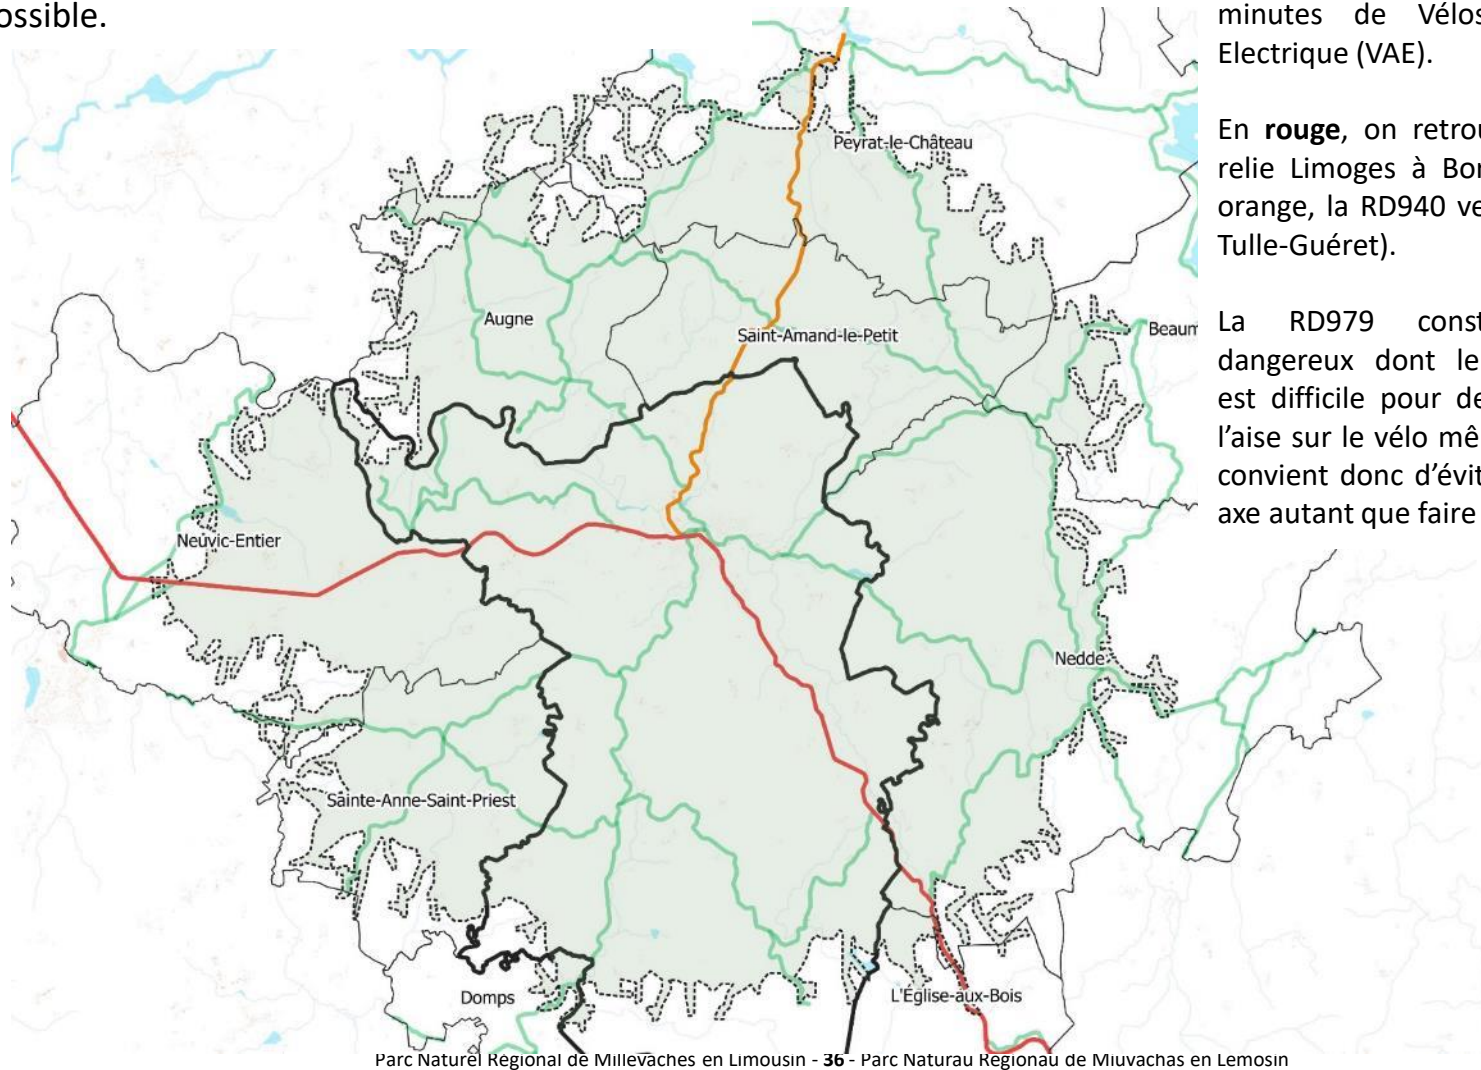 ossible.
minutes de Vélos
Electrique (VAE).
En rouge, on retrou
relie Limoges à Bor
orange, la RD940 ve
Tulle-Guéret).
La RD979 const
dangereux dont le
est difficile pour de
l'aise sur le vélo mê
convient donc d'évit
axe autant que faire
Peyrat-le-Château
Augne
Saint-Amand-le-Petit
Beaum
Neuvic-Entier
Nedde
Sainte-Anne-Saint-Priest
Domps
L'Eglise-aux-Bois
Parc Naturel Régional de Millevaches en Limousin - 36 - Parc Naturau Regionau de Miuvachas en Lemosin